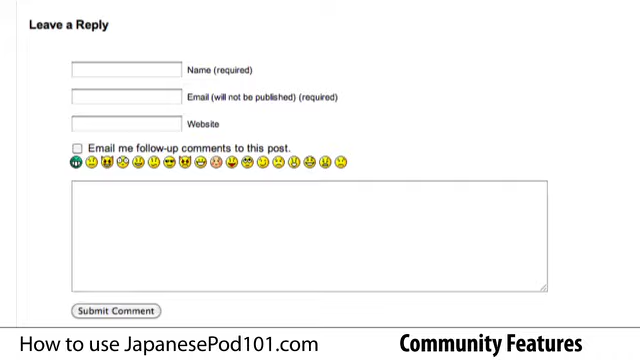 Leave a Reply
Name (required)
Email (will not be published) (required)
Website
Email me follow-up comments to this post.
Submit Comment
How to use JapanesePod101.com
Community Features